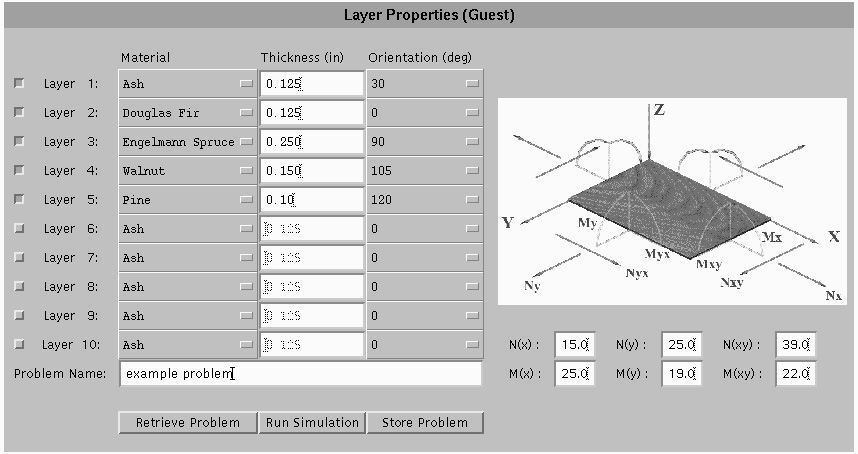 Layer Properties (Guest)
Material Thickness (in) Orientation (deg)
Layer 1: Ash 0.125 30
Layer 2: Douglas Fir 0.125 0
Layer 3: Engelmann Spruce 0.250 90
Layer 4: Walnut 0.150 105
Layer 5: Pine 0.10 120
Layer 6: Ash 0.125 0
Layer 7: Ash 0.125 0
Layer 8: Ash 0.125 0
Layer 9: Ash 0.125 0
Layer 10: Ash 0.125 0
Z
Y
X
My
Mx
Myx
Mxy
Nyx
Nxy
Ny
Nx
N(x) : 15.0 N(y) : 25.0 N(xy) : 39.0
M(x) : 25.0 M(y) : 19.0 M(xy) : 22.0
Problem Name: example problem
Retrieve Problem Run Simulation Store Problem